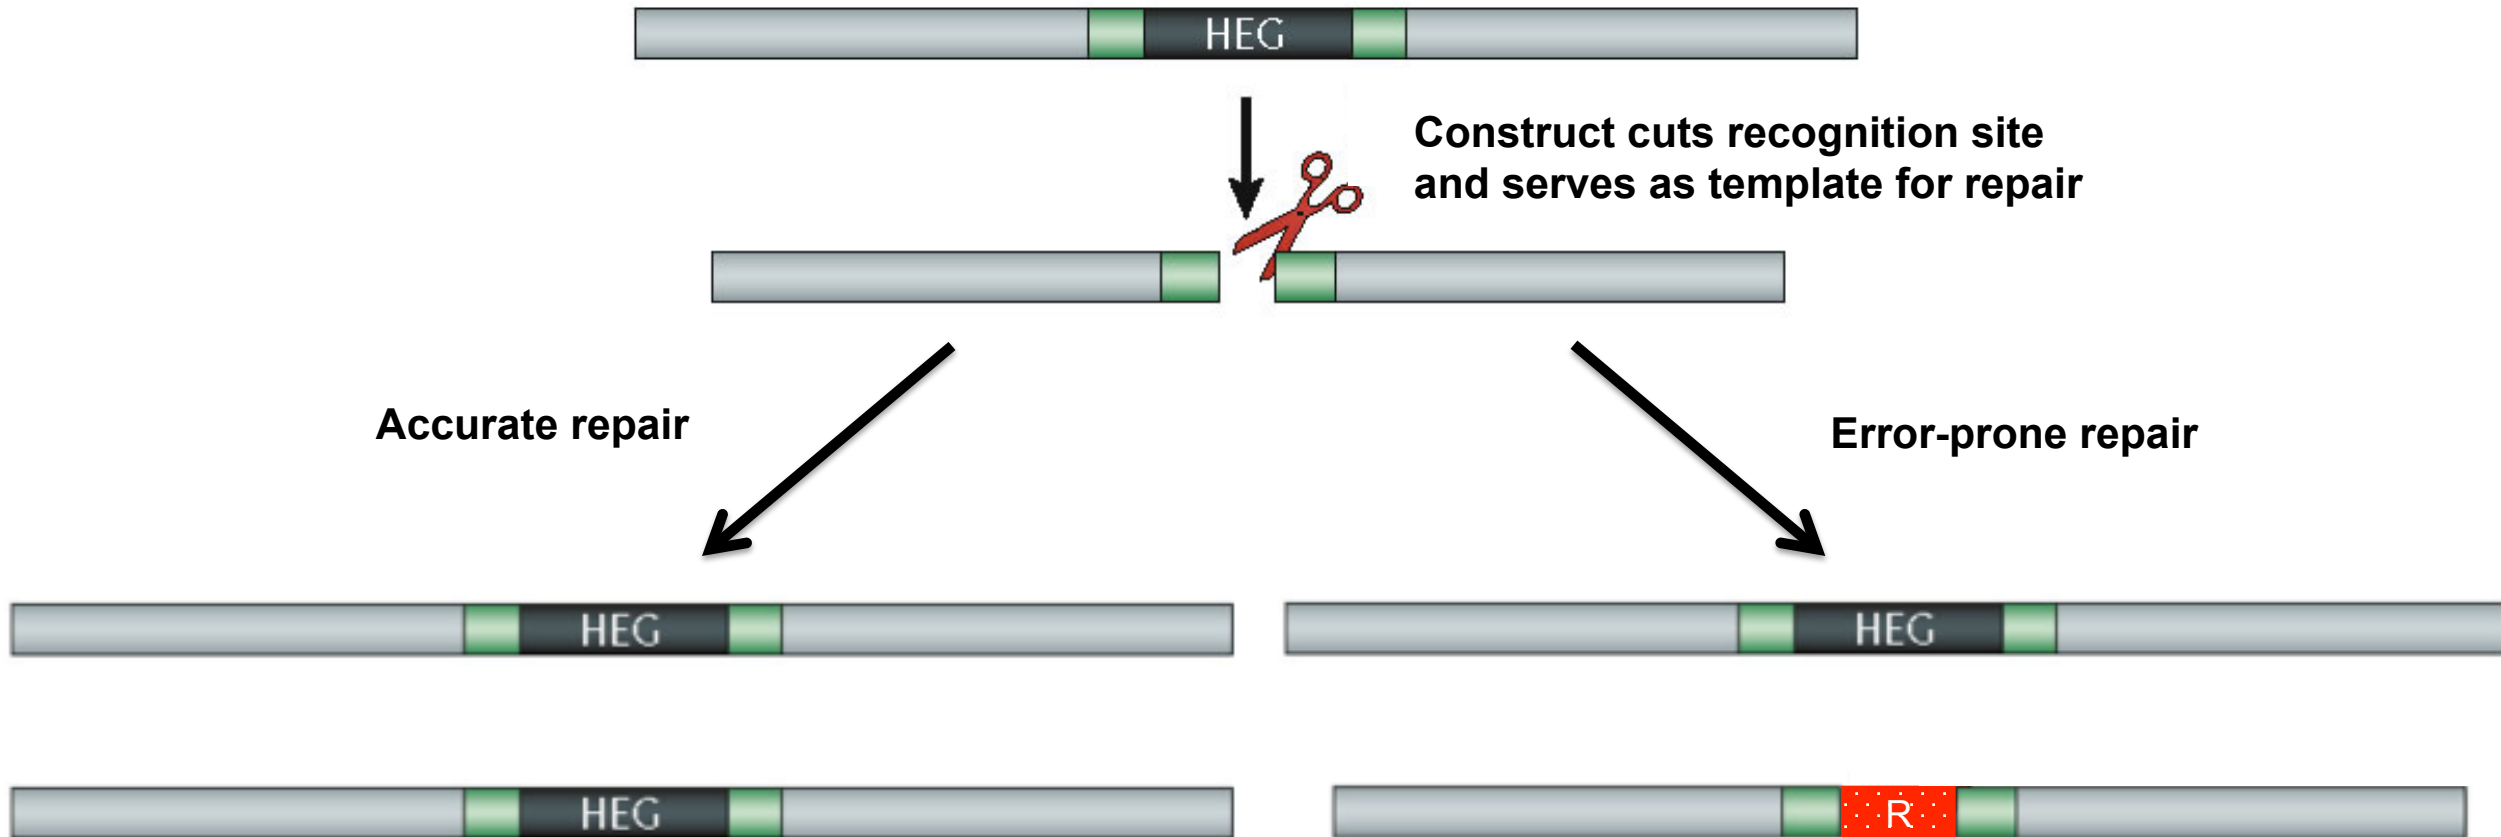 HEG
Construct cuts recognition site
and serves as template for repair
Accurate repair
Error-prone repair
HEG
HEG
HEG
R